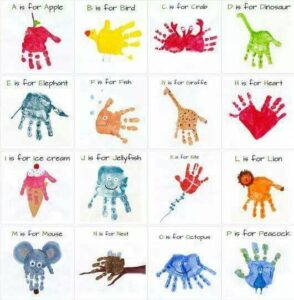 A is for Apple
B is for Bird
C is for Crab
D is for Dinosaur
E is for Elephant
F is for Fish
G is for Giraffe
H is for Heart
I is for Ice cream
J is for Jellyfish
K is for Kite
L is for Lion
M is for Mouse
N is for Nest
O is for Octopus
P is for Peacock